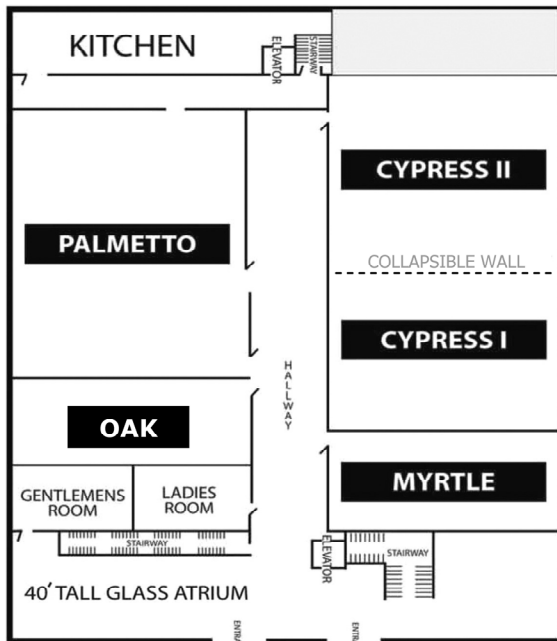 KITCHEN
ELEVATOR
STAIRWAY
CYPRESS II
PALMETTO
COLLAPSIBLE WALL
CYPRESS I
HALLWAY
OAK
MYRTLE
GENTLEMENS
ROOM
LADIES
ROOM
STAIRWAY
ELEVATOR
STAIRWAY
40' TALL GLASS ATRIUM